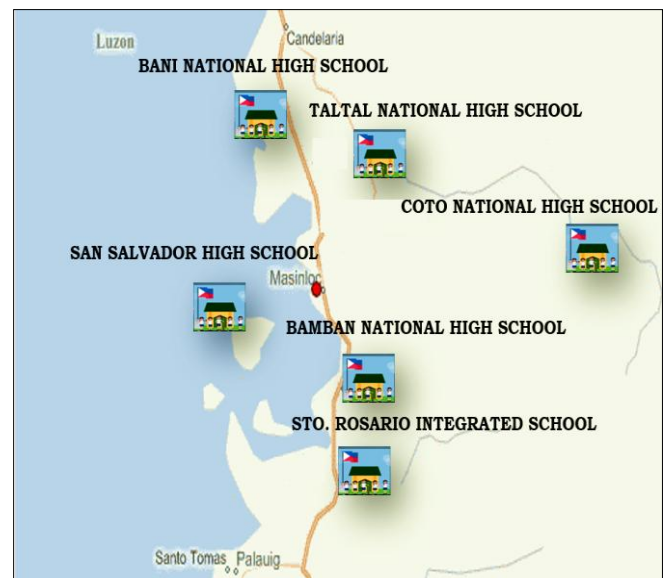 Luzon
Candelaria
BANI NATIONAL HIGH SCHOOL
TALTAL NATIONAL HIGH SCHOOL
COTO NATIONAL HIGH SCHOOL
SAN SALVADOR HIGH SCHOOL
Masinloc
BAMBAN NATIONAL HIGH SCHOOL
STO. ROSARIO INTEGRATED SCHOOL
Santo Tomas
Palauig